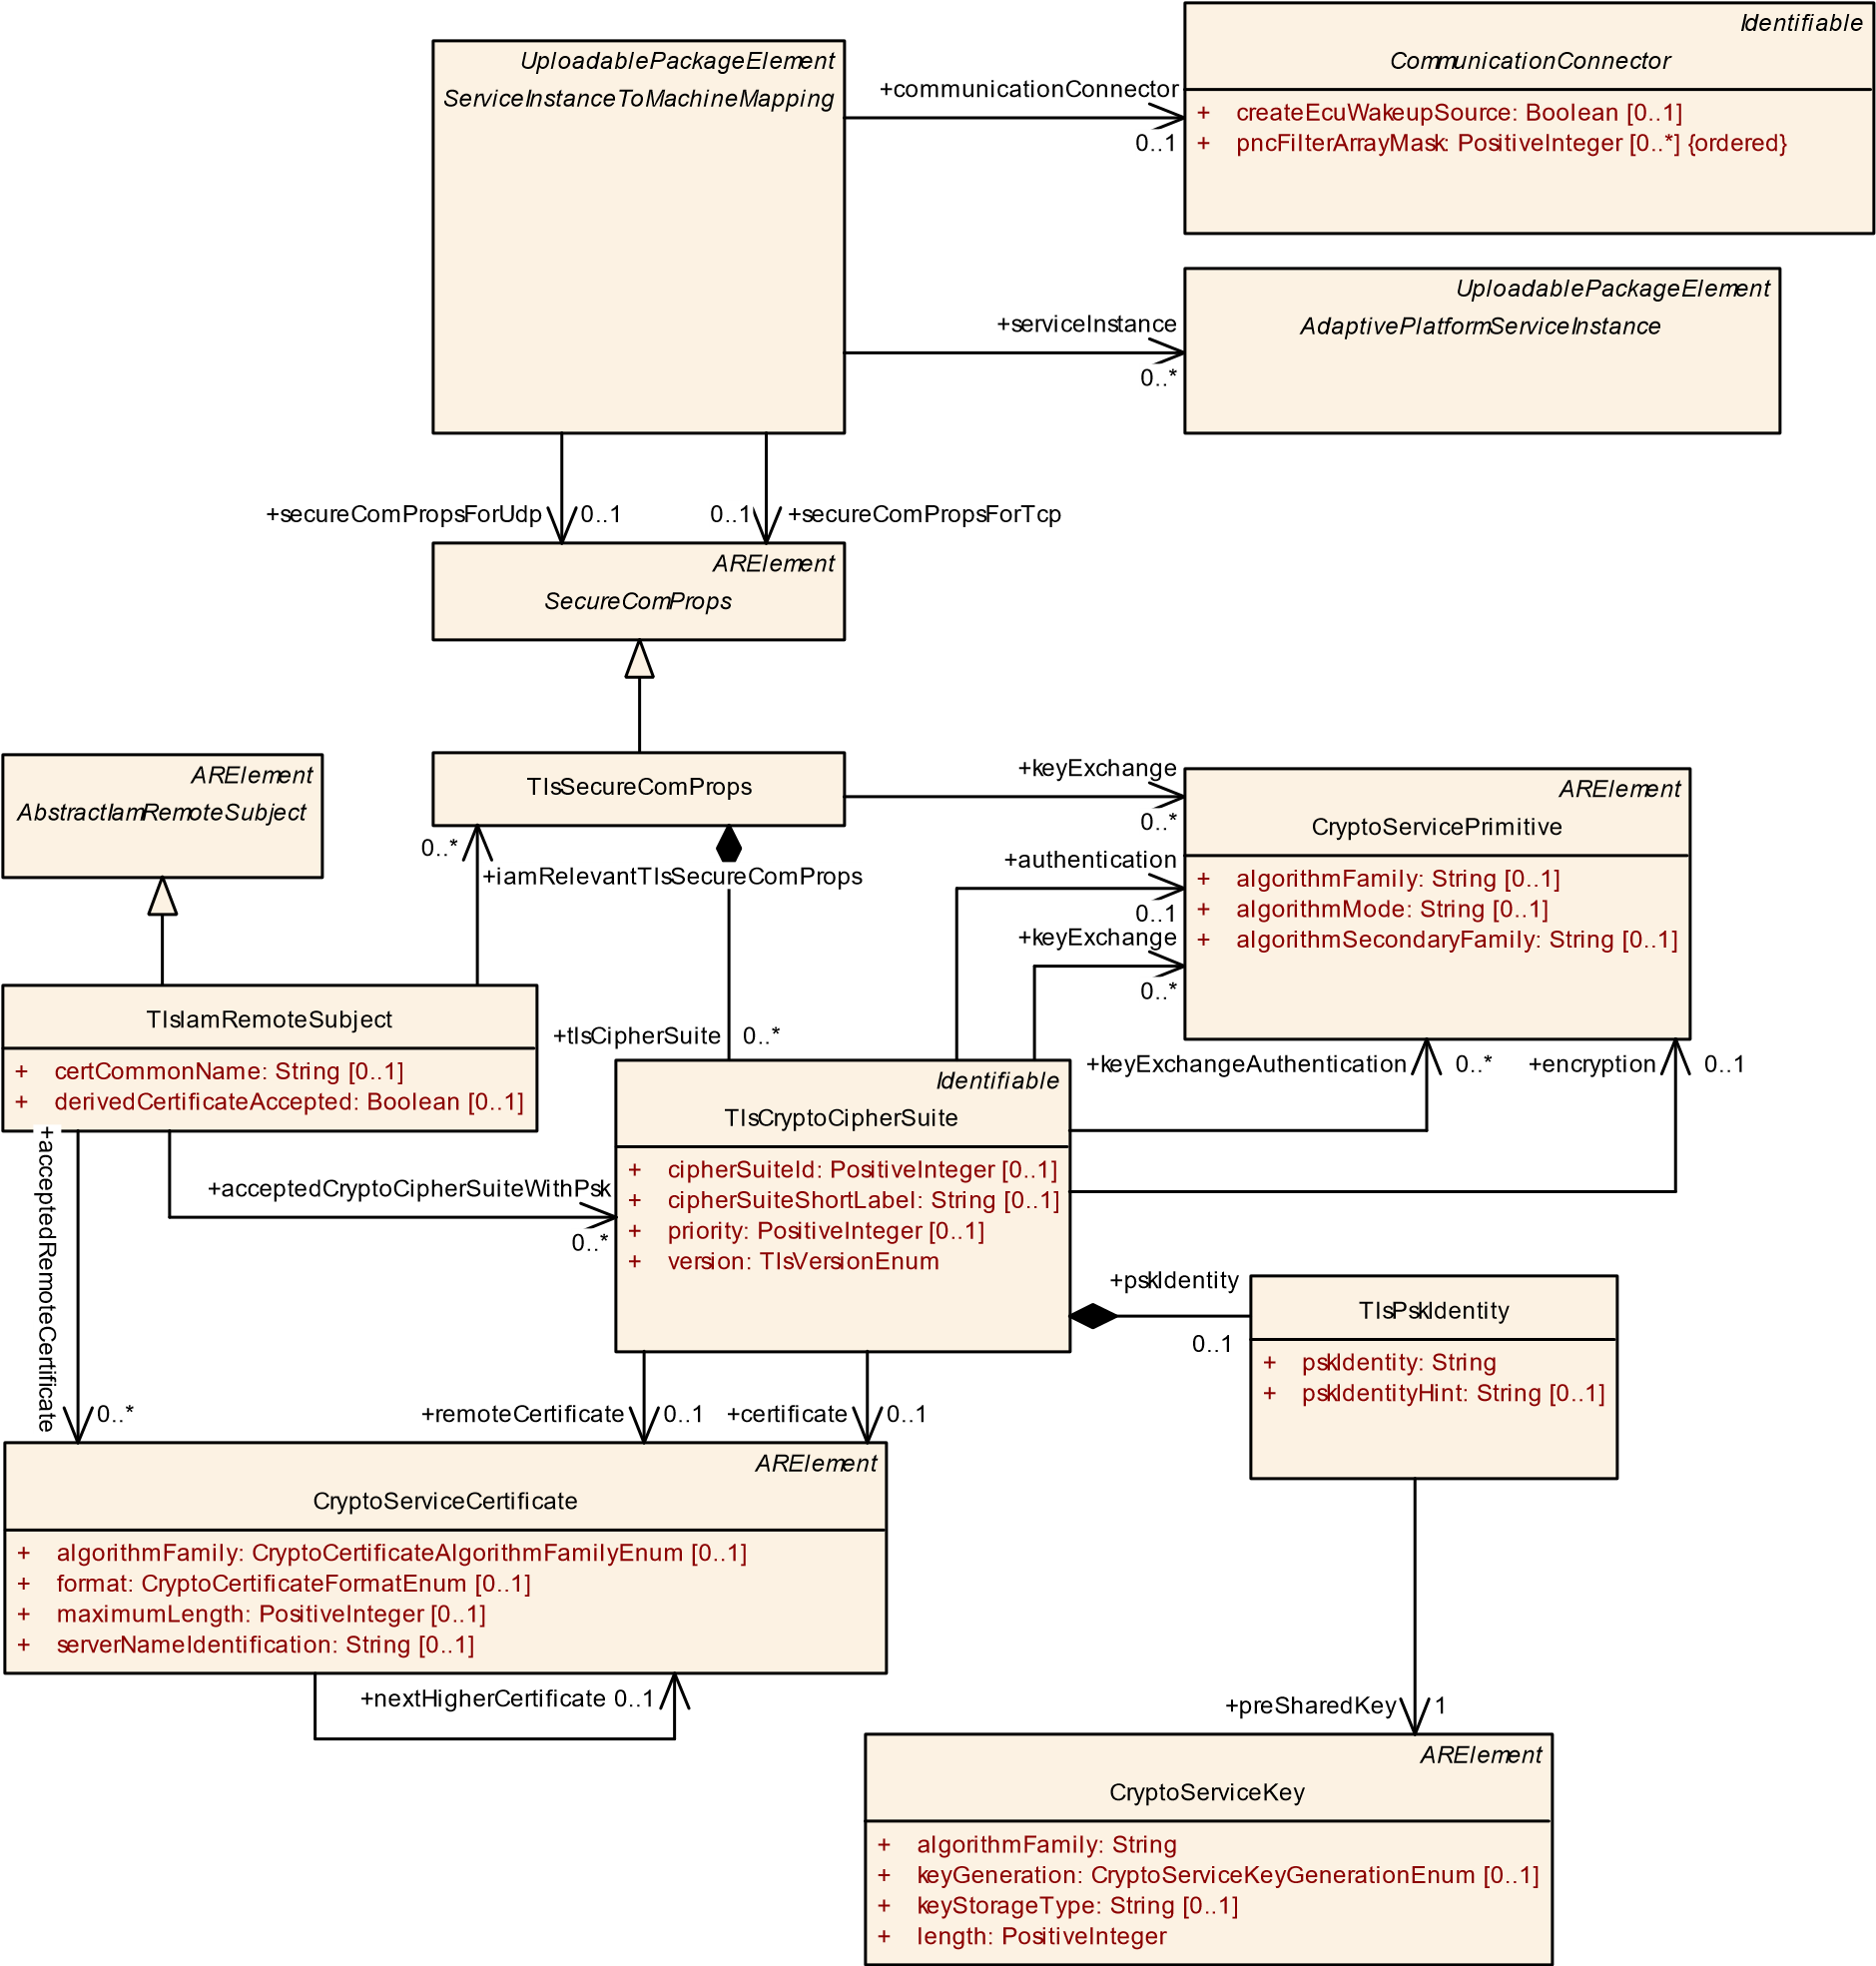 Identifiable
CommunicationConnector
+ createEcuWakeupSource: Boolean [0..1]
+ pncFilterArrayMask: PositiveInteger [0..*] {ordered}
UploadablePackageElement
ServiceInstanceToMachineMapping
+communicationConnector
0..1
UploadablePackageElement
AdaptivePlatformServiceInstance
+serviceInstance
0..*
+secureComPropsForUdp 0..1
0..1 +secureComPropsForTcp
ARElement
SecureComProps
ARElement
AbstractIamRemoteSubject
TlsSecureComProps
+keyExchange
0..*
ARElement
CryptoServicePrimitive
+ algorithmFamily: String [0..1]
+ algorithmMode: String [0..1]
+ algorithmSecondaryFamily: String [0..1]
0..*
+iamRelevantTlsSecureComProps
+authentication
0..1
+keyExchange
0..*
TlsIamRemoteSubject
+ certCommonName: String [0..1]
+ derivedCertificateAccepted: Boolean [0..1]
+tlsCipherSuite 0..*
+keyExchangeAuthentication 0..*
+encryption 0..1
Identifiable
TlsCryptoCipherSuite
+ cipherSuiteId: PositiveInteger [0..1]
+ cipherSuiteShortLabel: String [0..1]
+ priority: PositiveInteger [0..1]
+ version: TlsVersionEnum
+acceptedCryptoCipherSuiteWithPsk
0..*
+acceptedRemoteCertificate
0..*
+pskIdentity
0..1
TlsPskIdentity
+ pskIdentity: String
+ pskIdentityHint: String [0..1]
+remoteCertificate 0..1
+certificate 0..1
ARElement
CryptoServiceCertificate
+ algorithmFamily: CryptoCertificateAlgorithmFamilyEnum [0..1]
+ format: CryptoCertificateFormatEnum [0..1]
+ maximumLength: PositiveInteger [0..1]
+ serverNameIdentification: String [0..1]
+nextHigherCertificate 0..1
+preSharedKey 1
ARElement
CryptoServiceKey
+ algorithmFamily: String
+ keyGeneration: CryptoServiceKeyGenerationEnum [0..1]
+ keyStorageType: String [0..1]
+ length: PositiveInteger